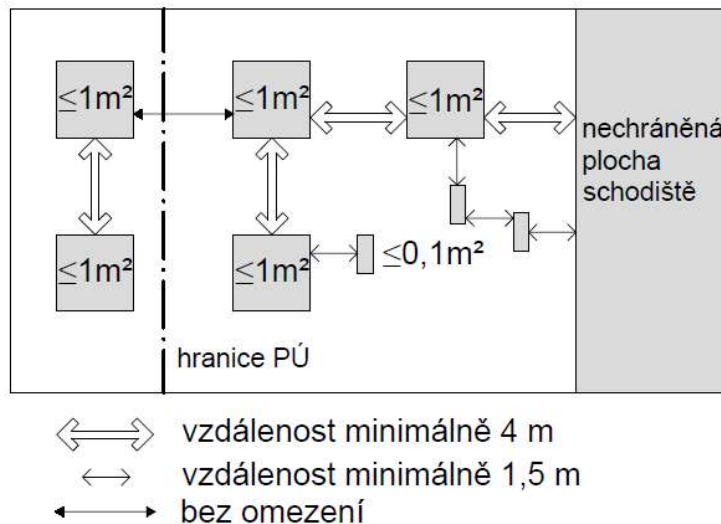 ≤1m²
≤1m²
≤1m²
nechráněná
plocha
schodiště
≤1m²
≤1m²
≤0,1m²
hranice PÚ
vzdálenost minimálně 4 m
vzdálenost minimálně 1,5 m
bez omezení